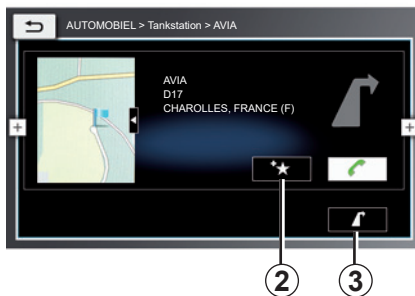 AUTOMOBIEL > Tankstation > AVIA
AVIA
D17
CHAROLLES, FRANCE (F)
2
3